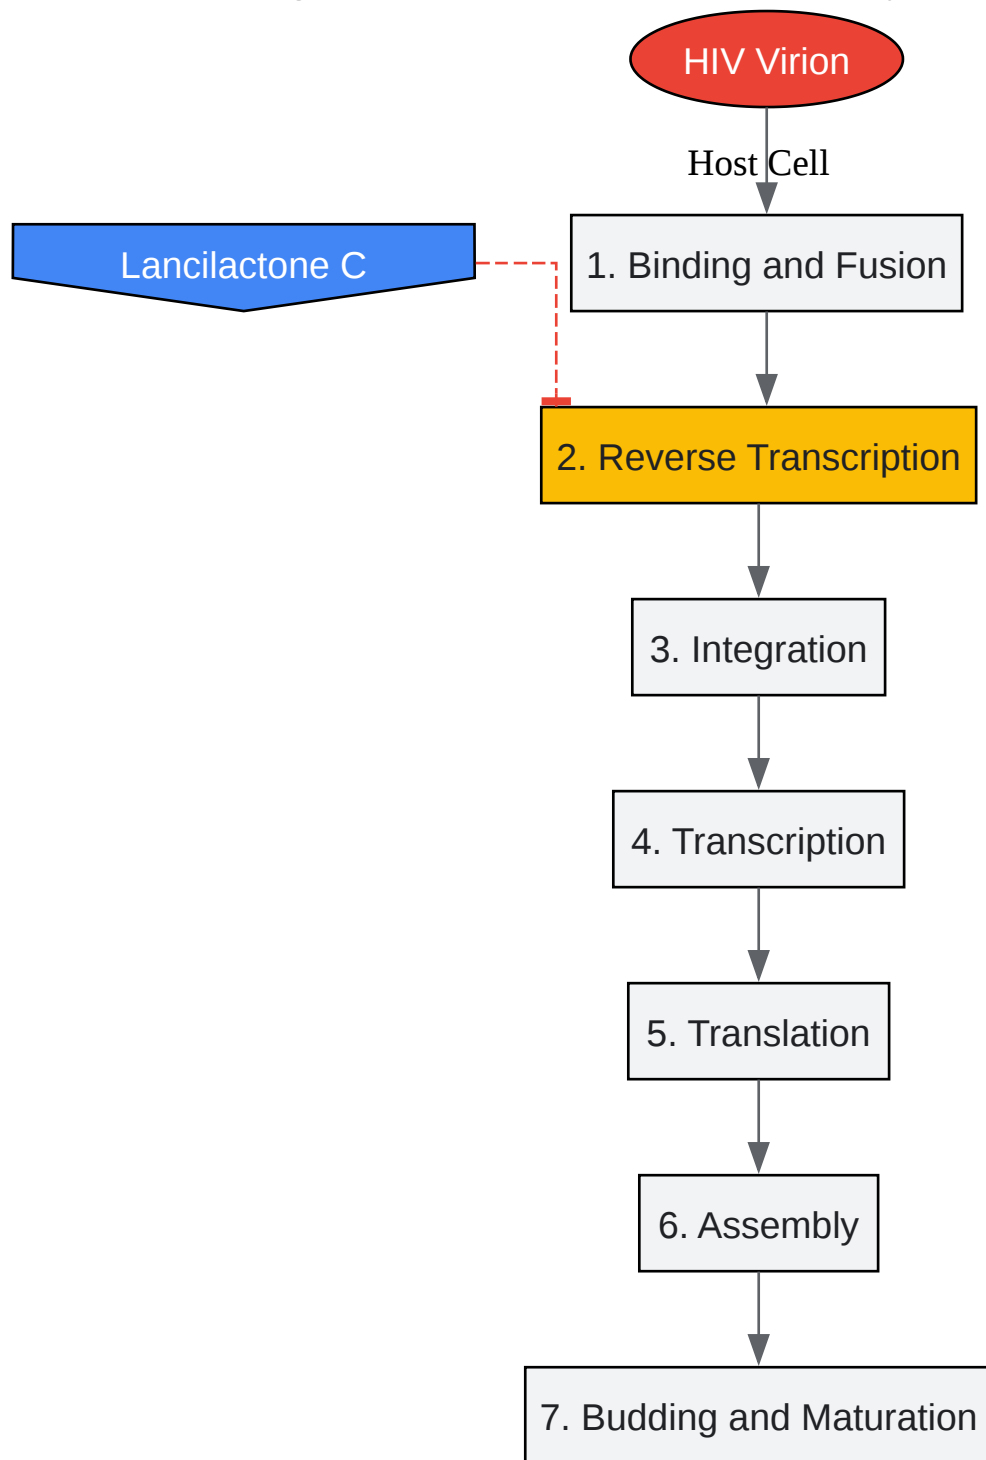 HIV Virion
Host Cell
Lancilactone C
1. Binding and Fusion
2. Reverse Transcription
3. Integration
4. Transcription
5. Translation
6. Assembly
7. Budding and Maturation